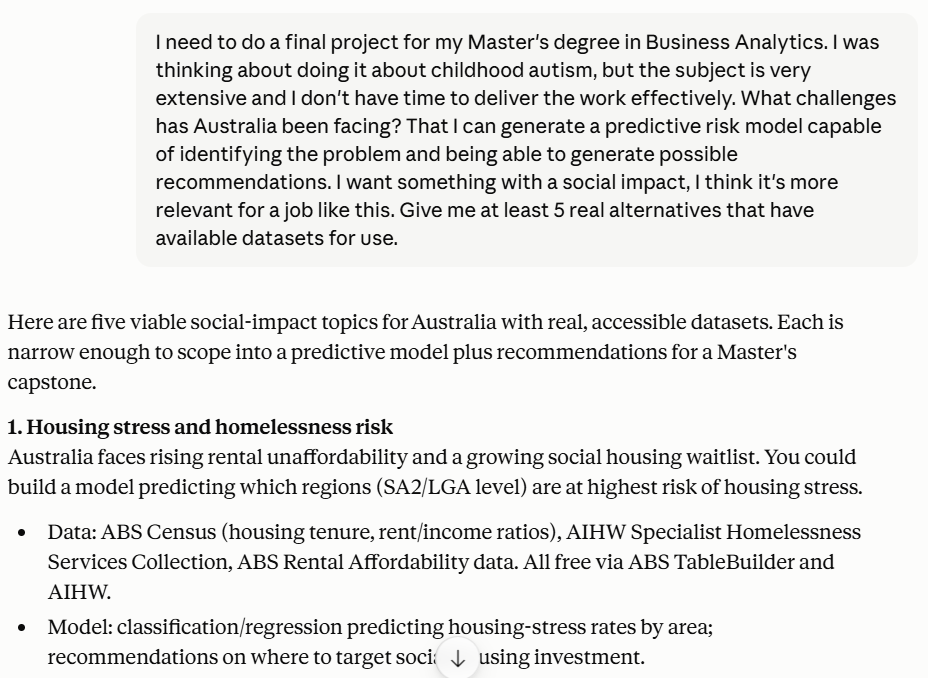 I need to do a final project for my Master's degree in Business Analytics. I was
thinking about doing it about childhood autism, but the subject is very
extensive and I don't have time to deliver the work effectively. What challenges
has Australia been facing? That I can generate a predictive risk model capable
of identifying the problem and being able to generate possible
recommendations. I want something with a social impact, I think it's more
relevant for a job like this. Give me at least 5 real alternatives that have
available datasets for use.
Here are five viable social-impact topics for Australia with real, accessible datasets. Each is
narrow enough to scope into a predictive model plus recommendations for a Master's
capstone.
1. Housing stress and homelessness risk
Australia faces rising rental unaffordability and a growing social housing waitlist. You could
build a model predicting which regions (SA2/LGA level) are at highest risk of housing stress.
• Data: ABS Census (housing tenure, rent/income ratios), AIHW Specialist Homelessness
Services Collection, ABS Rental Affordability data. All free via ABS TableBuilder and
AIHW.
• Model: classification/regression predicting housing-stress rates by area;
recommendations on where to target investment.